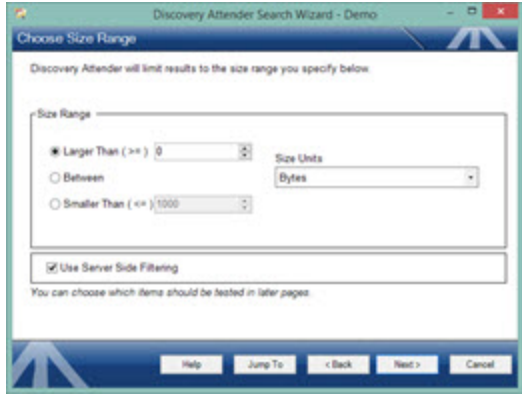 Discovery Attender Search Wizard - Demo
Choose Size Range
Discovery Attender will limit results to the size range you specify below.
Size Range
Larger Than ( >= ) 0
Size Units
Between
Bytes
Smaller Than ( <= ) 1000
Use Server Side Filtering
You can choose which items should be tested in later pages.
Help Jump To < Back Next > Cancel